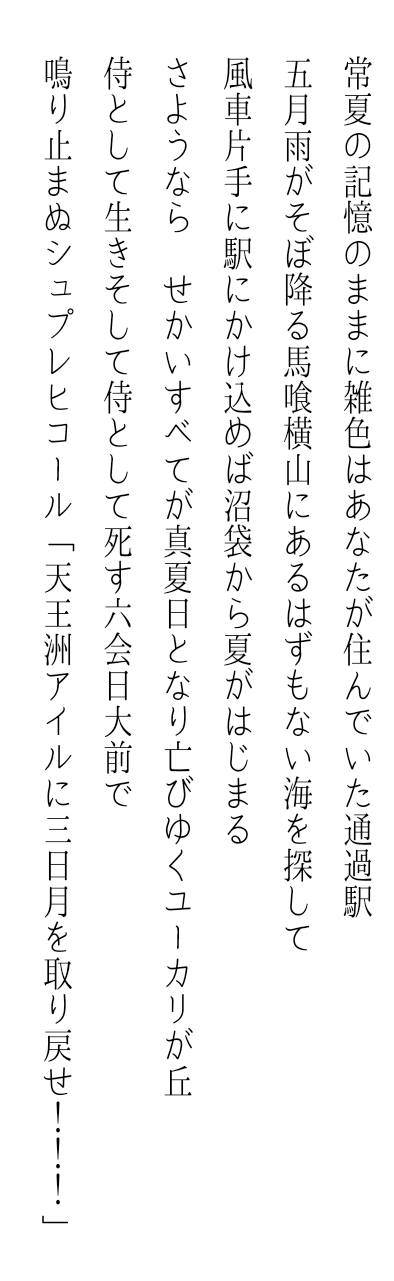 常夏の記憶のままに雑色はあなたが住んでいた通過駅
五月雨がそぼ降る馬喰横山にあるはずもない海を探して
風車片手に駅にかけ込めば沼袋から夏がはじまる
さようなら　せかいすべてが真夏日となり亡びゆくユーカリが丘
侍として生きそして侍として死す六会日大前で
鳴り止まぬシュプレヒコール「天王洲アイルに三日月を取り戻せ！！！」